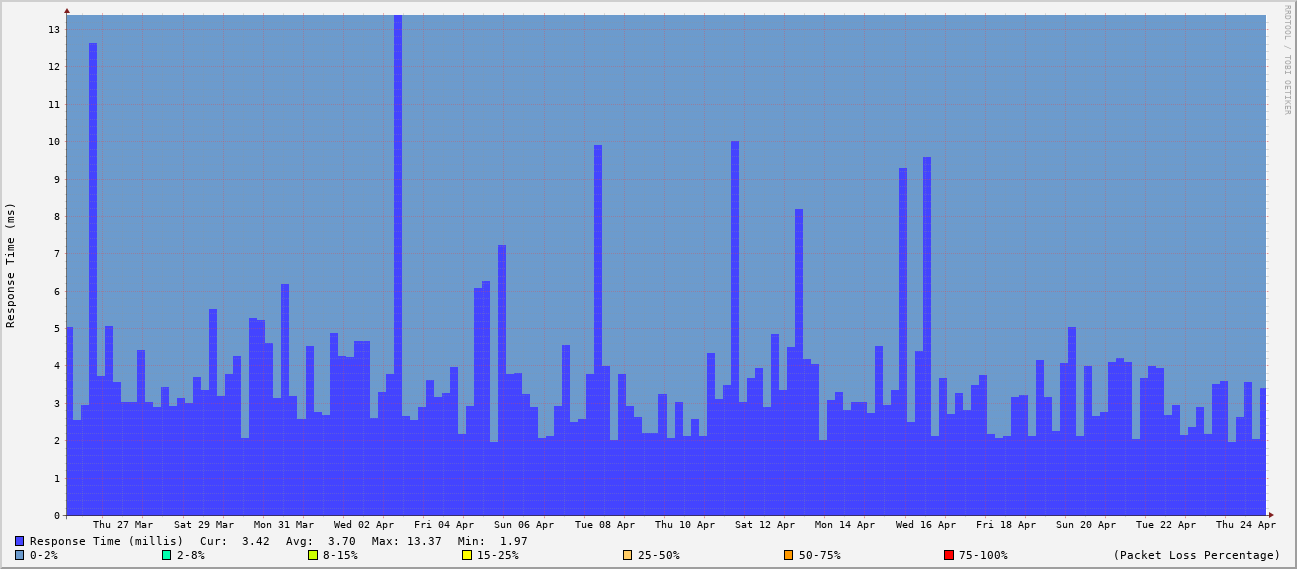 RRDTOOL / TOBI OETIKER
Response Time (ms)
13
12
11
10
9
8
7
6
5
4
3
2
1
0
Thu 27 Mar Sat 29 Mar Mon 31 Mar Wed 02 Apr Fri 04 Apr Sun 06 Apr Tue 08 Apr Thu 10 Apr Sat 12 Apr Mon 14 Apr Wed 16 Apr Fri 18 Apr Sun 20 Apr Tue 22 Apr Thu 24 Apr
Response Time (millis) Cur: 3.42 Avg: 3.70 Max: 13.37 Min: 1.97
0-2% 2-8% 8-15% 15-25% 25-50% 50-75% 75-100% (Packet Loss Percentage)